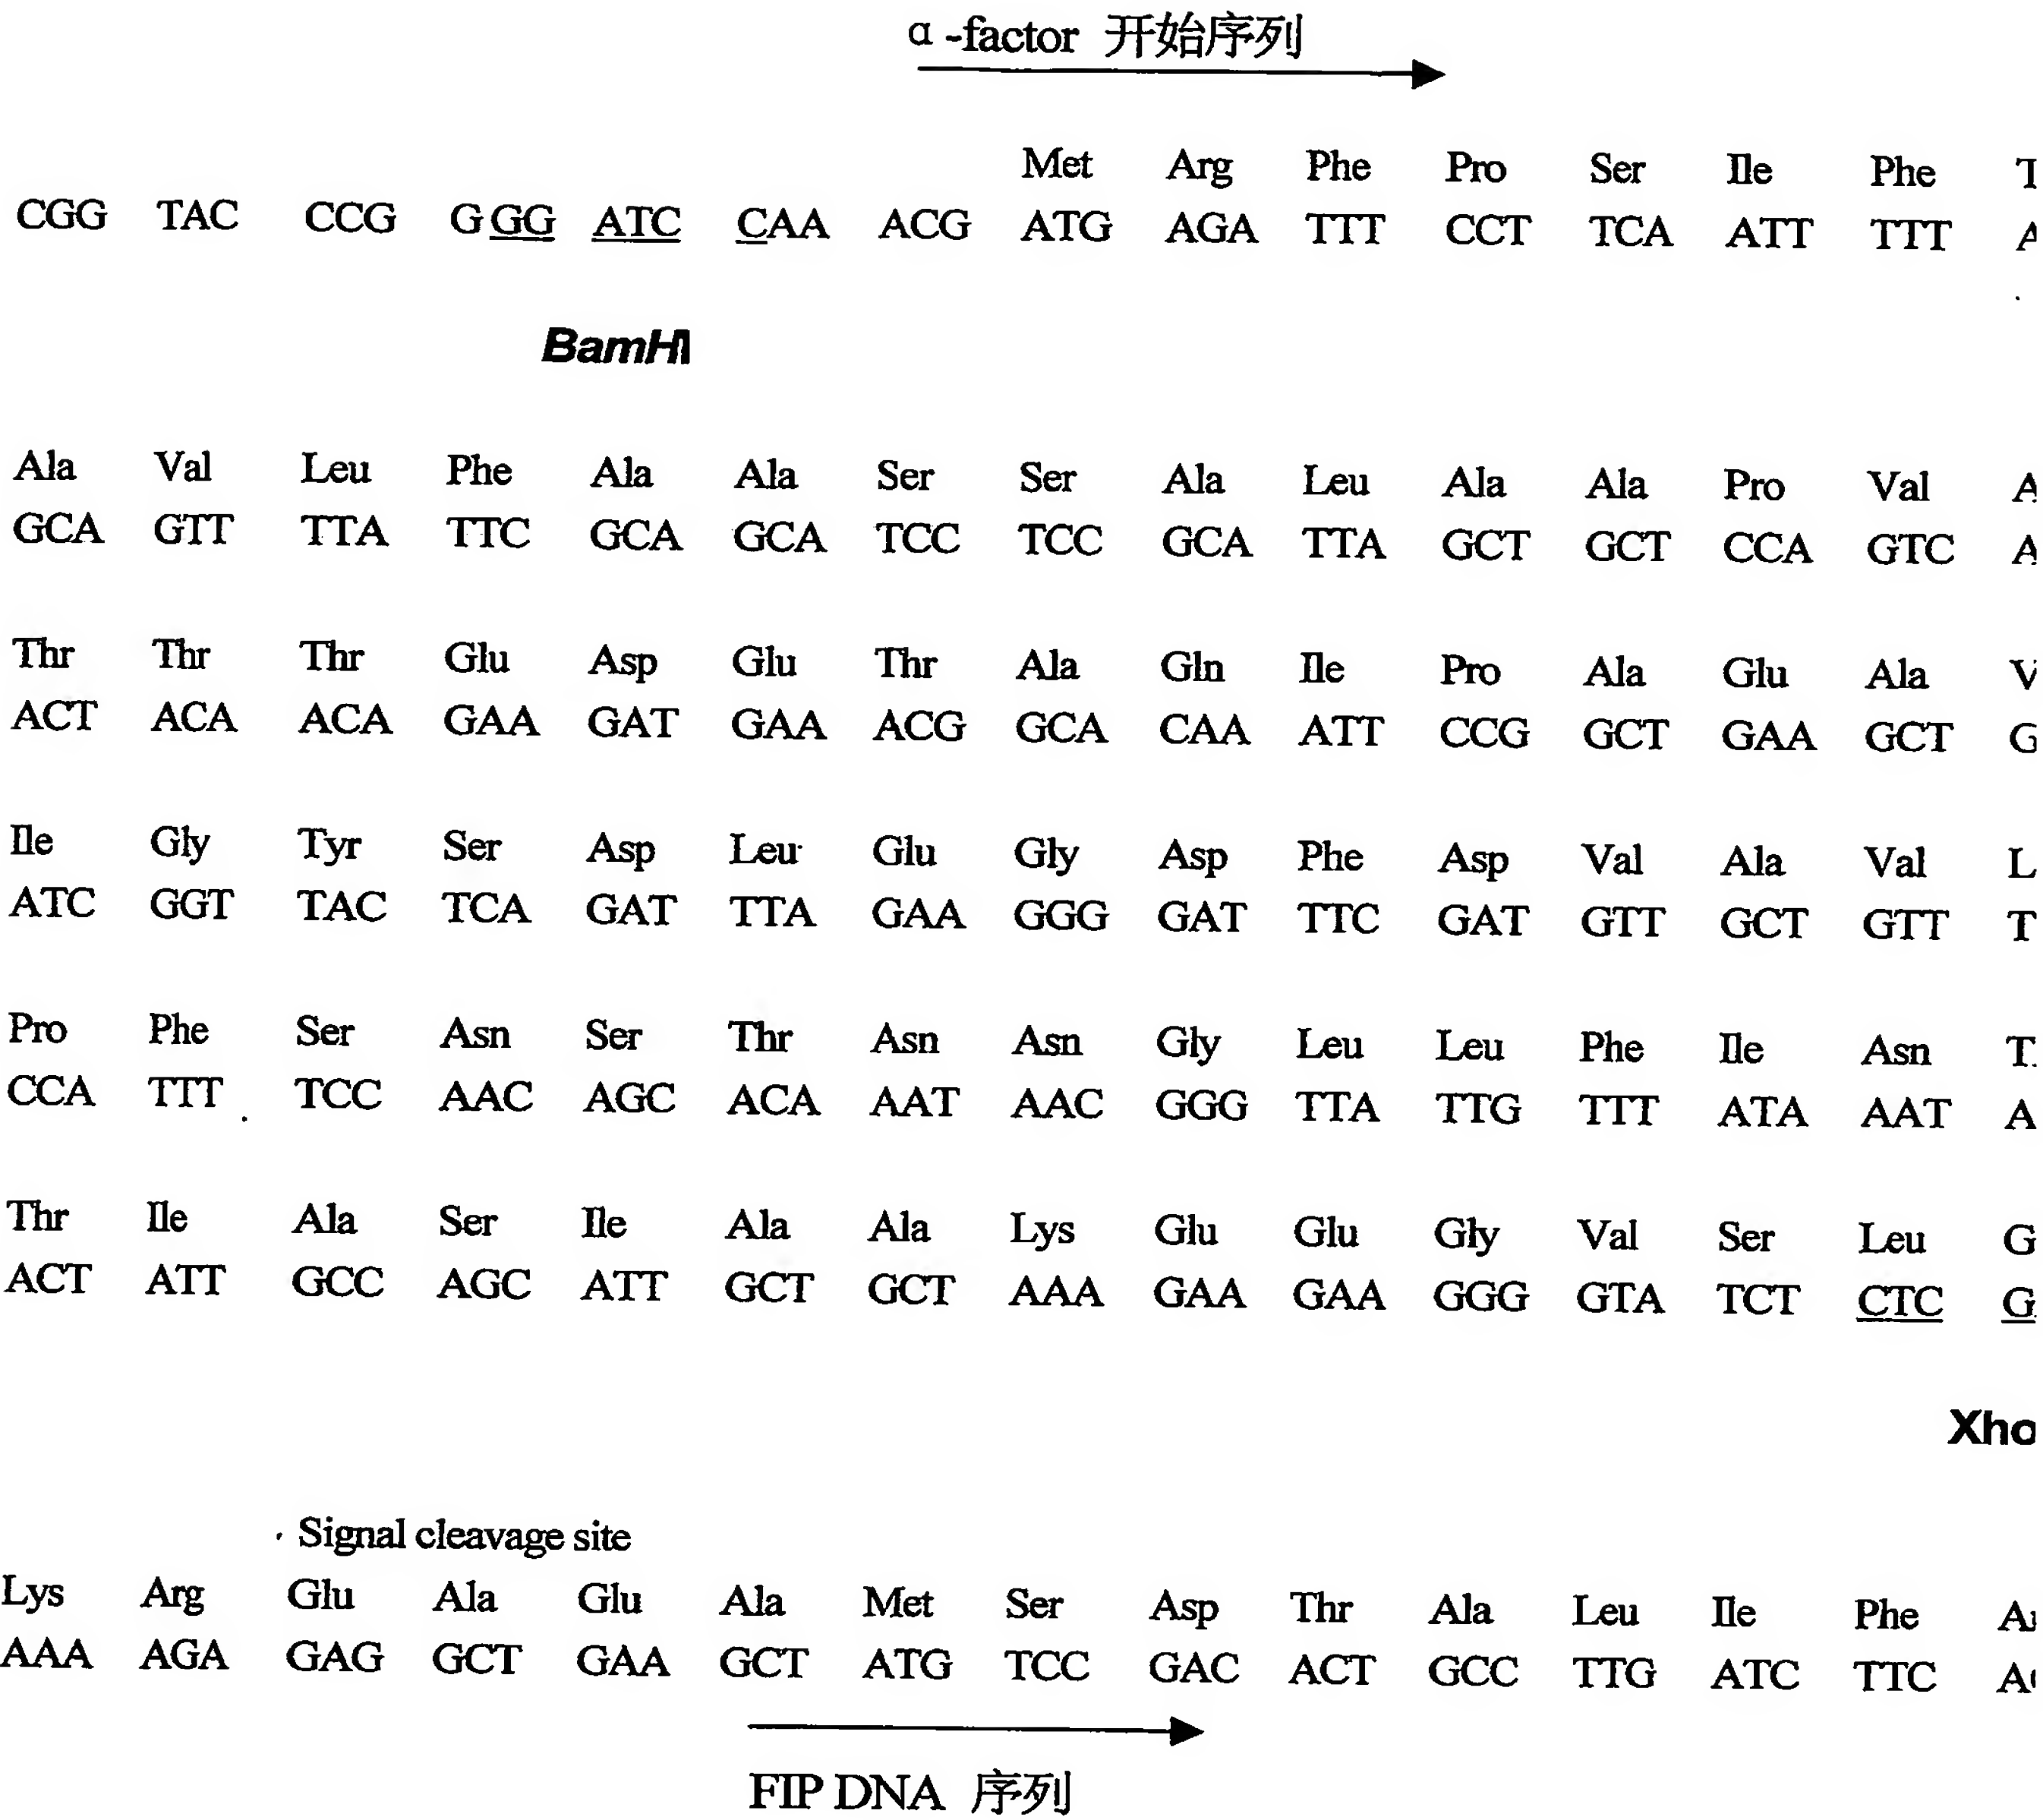 α-factor 开始序列
Met Arg Phe Pro Ser Ile Phe
CGG TAC CCG GGG ATC CAA ACG ATG AGA TTT CCT TCA ATT TTT
BamHI
Ala Val Leu Phe Ala Ala Ser Ser Ala Leu Ala Ala Pro Val
GCA GTT TTA TTC GCA GCA TCC TCC GCA TTA GCT GCT CCA GTC
Thr Thr Thr Glu Asp Glu Thr Ala Gln Ile Pro Ala Glu Ala
ACT ACA ACA GAA GAT GAA ACG GCA CAA ATT CCG GCT GAA GCT
Ile Gly Tyr Ser Asp Leu Glu Gly Asp Phe Asp Val Ala Val
ATC GGT TAC TCA GAT TTA GAA GGG GAT TTC GAT GTT GCT GTT
Pro Phe Ser Asn Ser Thr Asn Asn Gly Leu Leu Phe Ile Asn
CCA TTT TCC AAC AGC ACA AAT AAC GGG TTA TTG TTT ATA AAT
Thr Ile Ala Ser Ile Ala Ala Lys Glu Glu Gly Val Ser Leu
ACT ATT GCC AGC ATT GCT GCT AAA GAA GAA GGG GTA TCT CTC
Xho
Signal cleavage site
Lys Arg Glu Ala Glu Ala Met Ser Asp Thr Ala Leu Ile Phe
AAA AGA GAG GCT GAA GCT ATG TCC GAC ACT GCC TTG ATC TTC
FIP DNA 序列